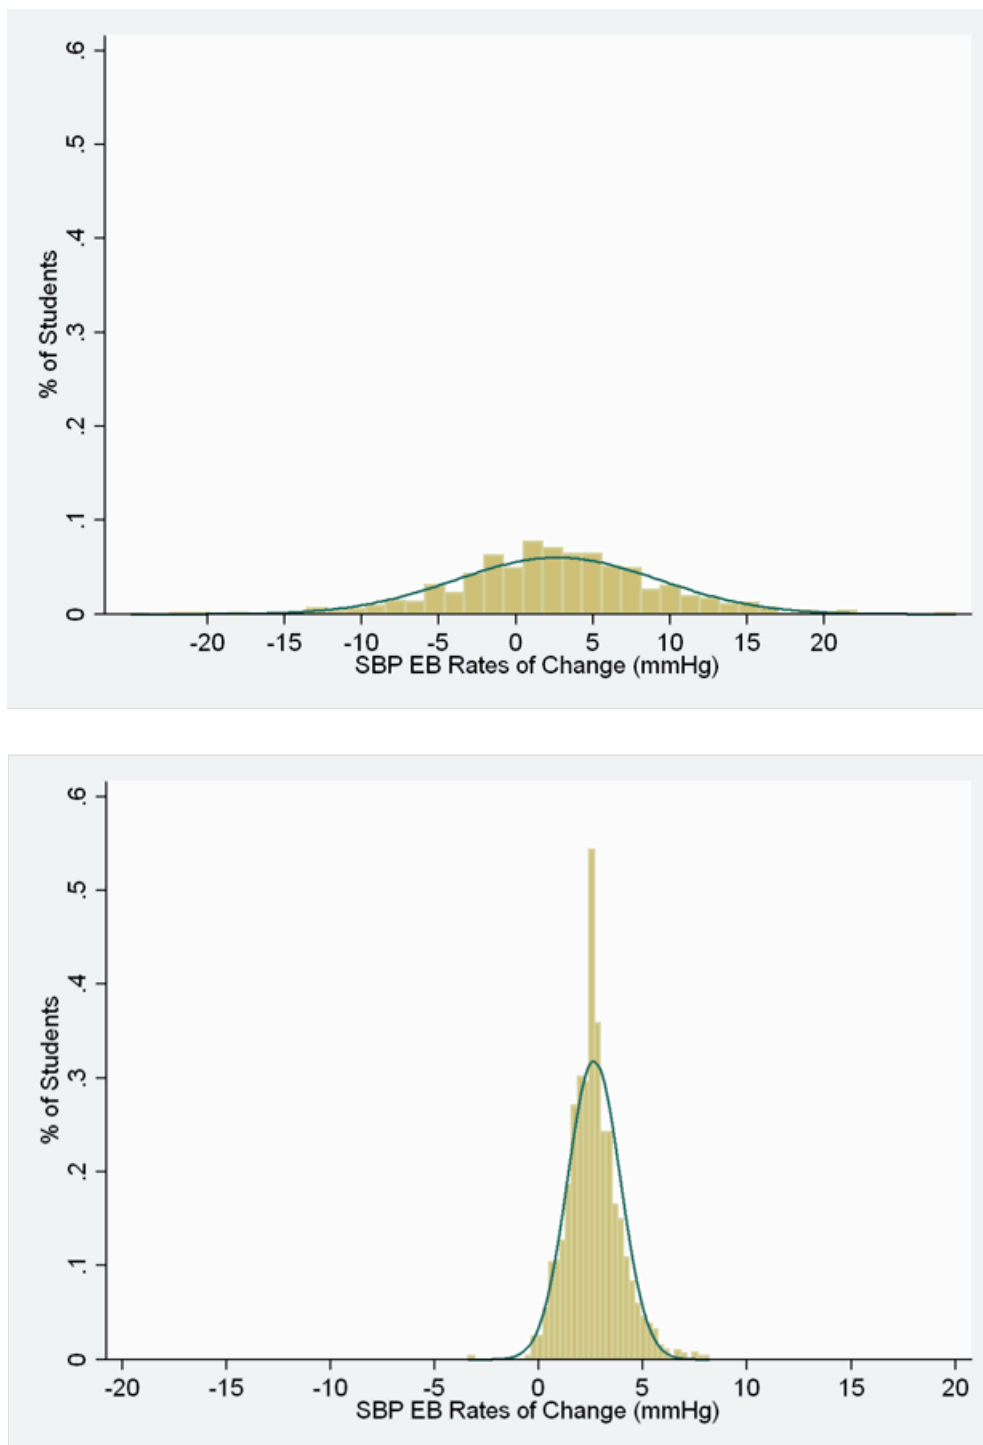 .6
.5
.4
% of Students
.3
.2
.1
0
-20 -15 -10 -5 0 5 10 15 20
SBP EB Rates of Change (mmHg)
.6
.5
.4
% of Students
.3
.2
.1
0
-20 -15 -10 -5 0 5 10 15 20
SBP EB Rates of Change (mmHg)